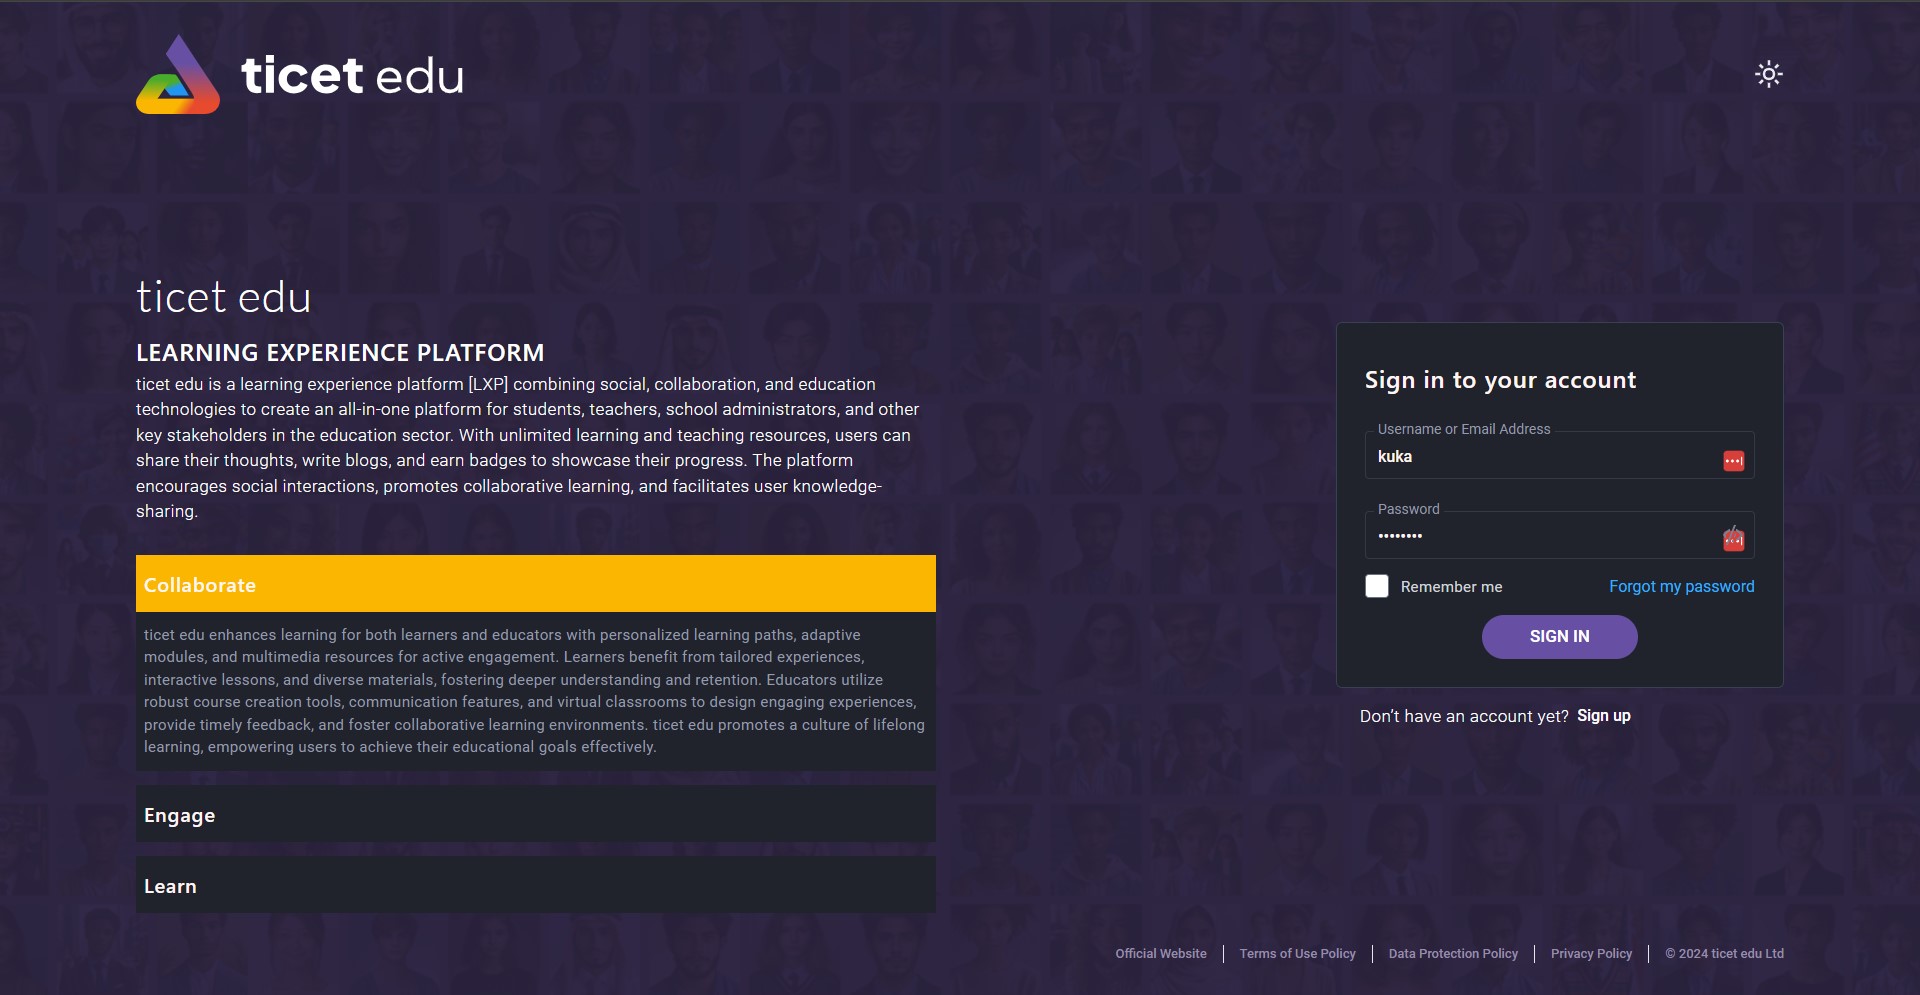 ticet edu
ticet edu
LEARNING EXPERIENCE PLATFORM
ticet edu is a learning experience platform [LXP] combining social, collaboration, and education
technologies to create an all-in-one platform for students, teachers, school administrators, and other
key stakeholders in the education sector. With unlimited learning and teaching resources, users can
share their thoughts, write blogs, and earn badges to showcase their progress. The platform
encourages social interactions, promotes collaborative learning, and facilitates user knowledge-
sharing.
Collaborate
ticet edu enhances learning for both learners and educators with personalized learning paths, adaptive
modules, and multimedia resources for active engagement. Learners benefit from tailored experiences,
interactive lessons, and diverse materials, fostering deeper understanding and retention. Educators utilize
robust course creation tools, communication features, and virtual classrooms to design engaging experiences,
provide timely feedback, and foster collaborative learning environments. ticet edu promotes a culture of lifelong
learning, empowering users to achieve their educational goals effectively.
Engage
Learn
Sign in to your account
Username or Email Address
kuka
Password
••••••••
Remember me
Forgot my password
SIGN IN
Don’t have an account yet? Sign up
Official Website
Terms of Use Policy
Data Protection Policy
Privacy Policy
© 2024 ticet edu Ltd